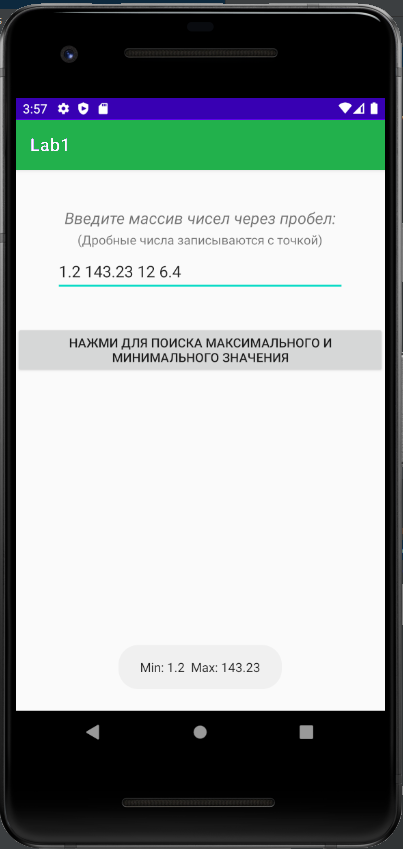 3:57
Lab1
Введите массив чисел через пробел:
(Дробные числа записываются с точкой)
1.2 143.23 12 6.4
НАЖМИ ДЛЯ ПОИСКА МАКСИМАЛЬНОГО И
МИНИМАЛЬНОГО ЗНАЧЕНИЯ
Min: 1.2 Max: 143.23